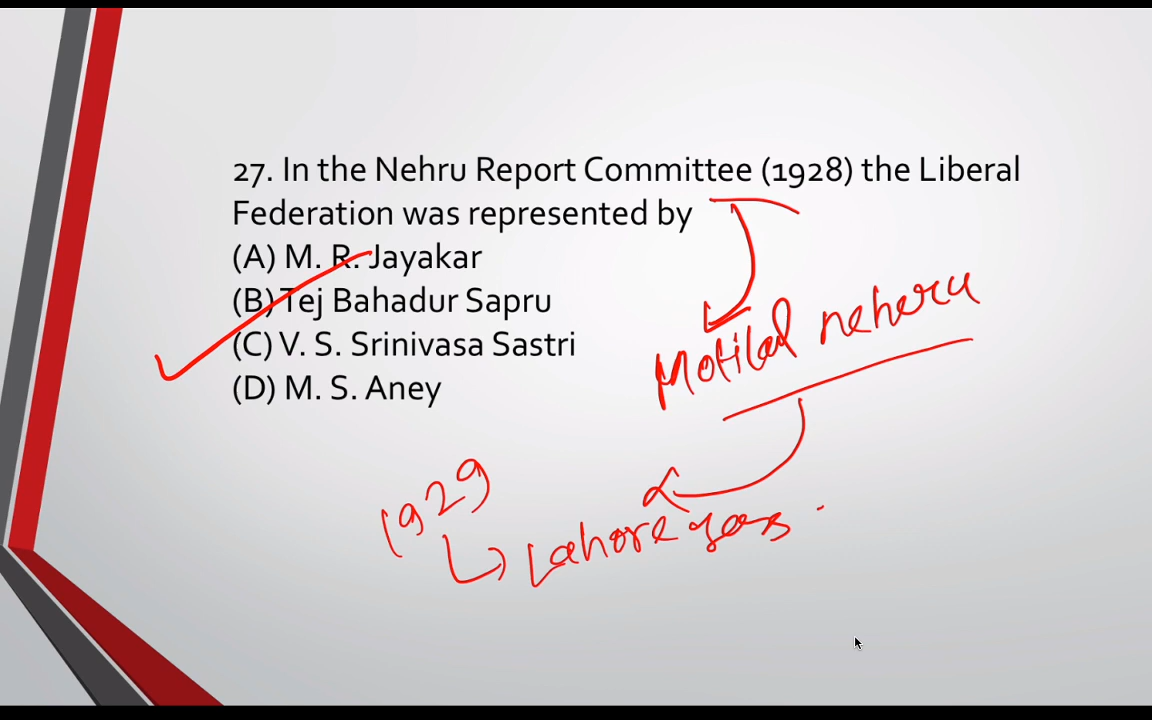 27. In the Nehru Report Committee (1928) the Liberal
Federation was represented by
(A) M. R. Jayakar
(B) Tej Bahadur Sapru
(C) V. S. Srinivasa Sastri
(D) M. S. Aney
Motilal neheru
1929
Lahore